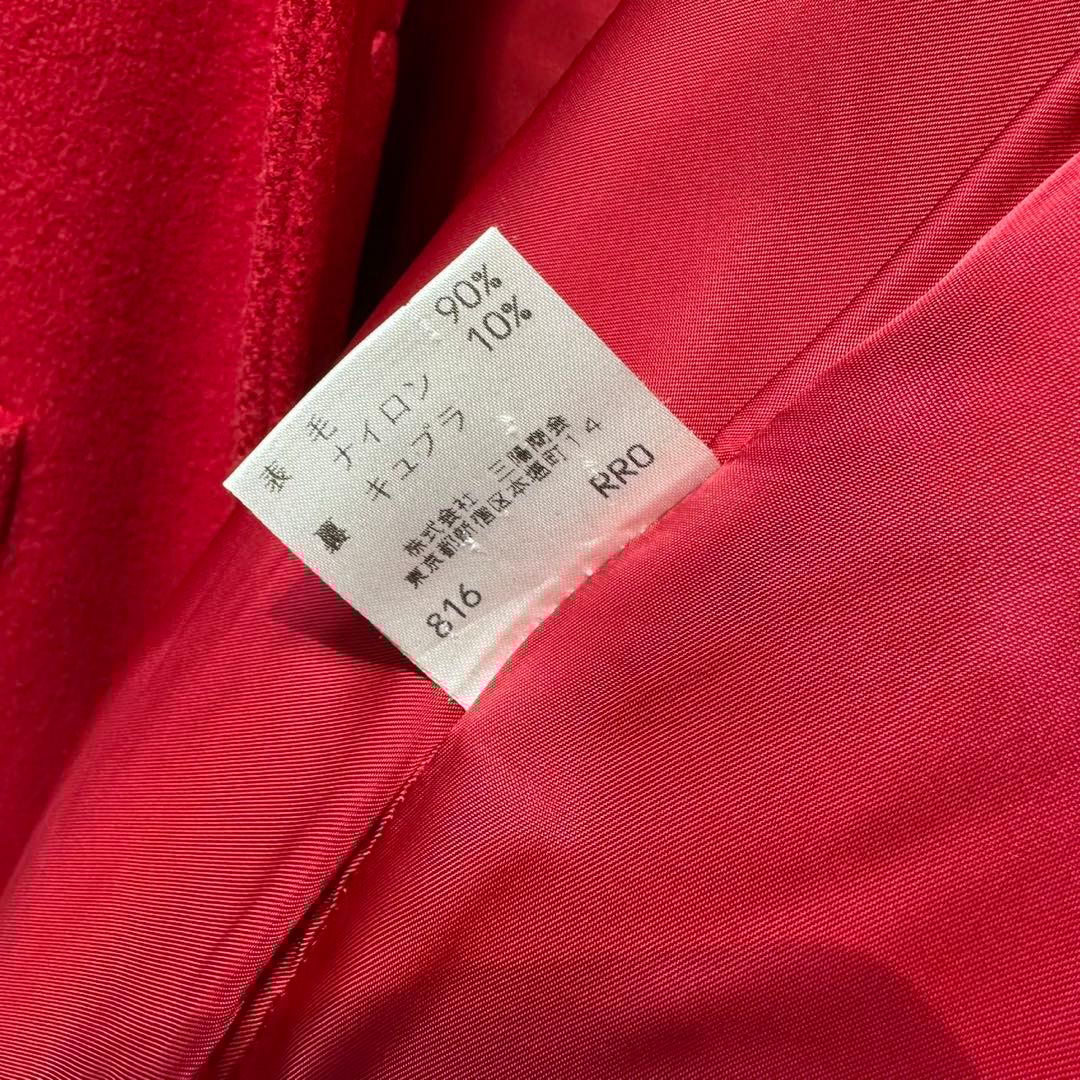 表 毛 90%
ナイロン 10%
裏 キュプラ
株式会社 三陽商会
東京都新宿区本塩町14
816 RRO